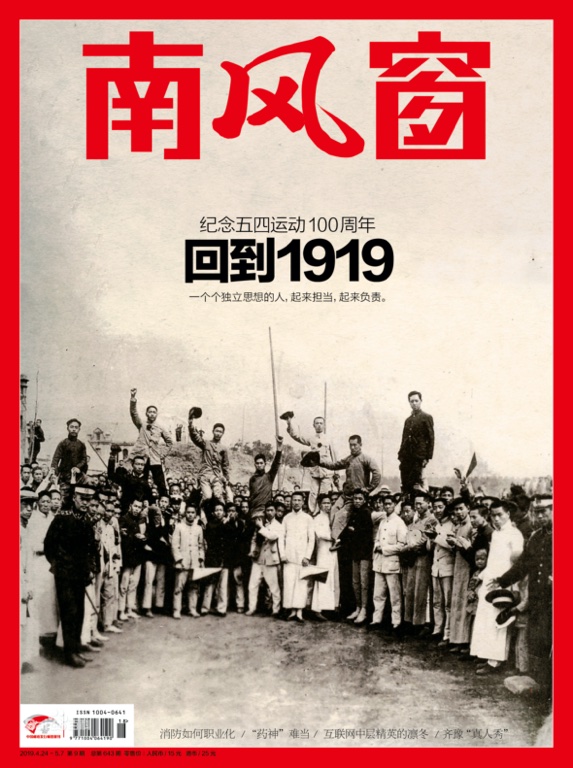 南风窗
纪念五四运动100周年
回到1919
一个个独立思想的人，起来担当，起来负责。
ISSN 1004-0641
9 771004 064190
消防如何职业化 / “药神”难当 / 互联网中层精英的凛冬 / 齐豫“真人秀”